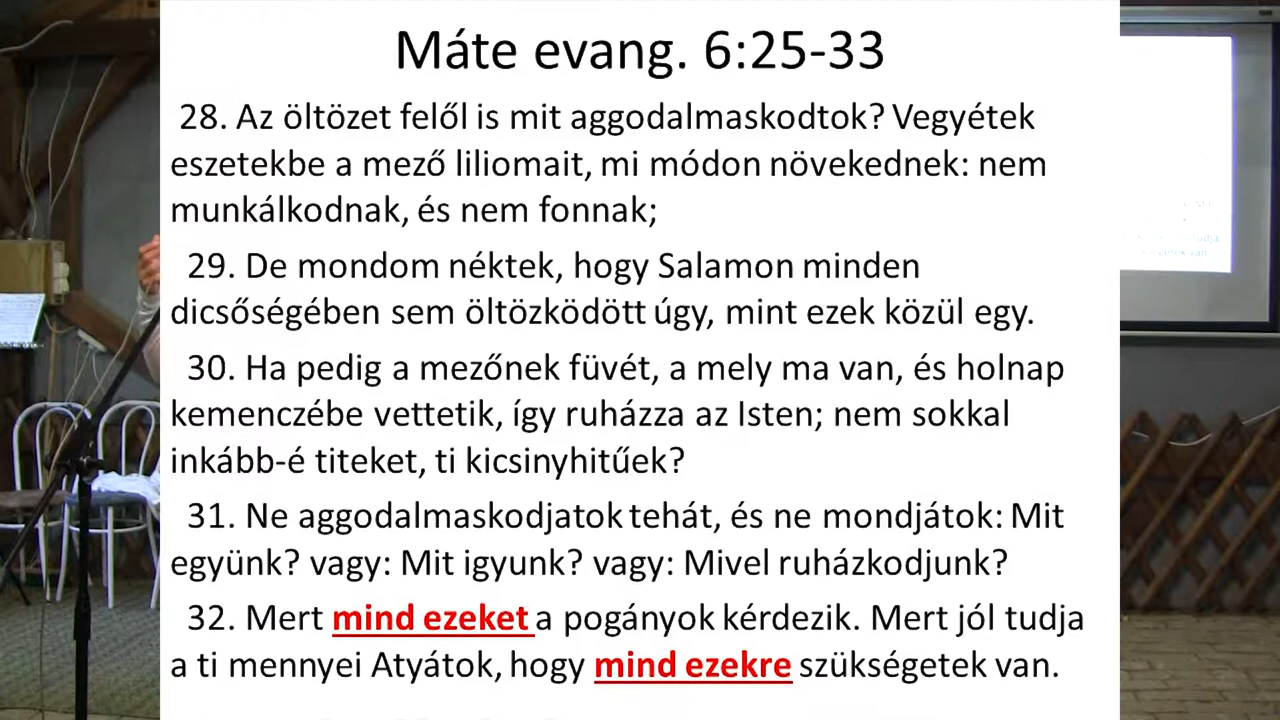 Máte evang. 6:25-33
28. Az öltözet felől is mit aggodalmaskodtok? Vegyétek
eszetekbe a mező liliomait, mi módon növekednek: nem
munkálkodnak, és nem fonnak;
29. De mondom néktek, hogy Salamon minden
dicsőségében sem öltözködött úgy, mint ezek közül egy.
30. Ha pedig a mezőnek füvét, a mely ma van, és holnap
kemenczébe vettetik, így ruházza az Isten; nem sokkal
inkább-é titeket, ti kicsinyhitűek?
31. Ne aggodalmaskodjatok tehát, és ne mondjátok: Mit
együnk? vagy: Mit igyunk? vagy: Mivel ruházkodjunk?
32. Mert mind ezeket a pogányok kérdezik. Mert jól tudja
a ti mennyei Atyátok, hogy mind ezekre szükségetek van.